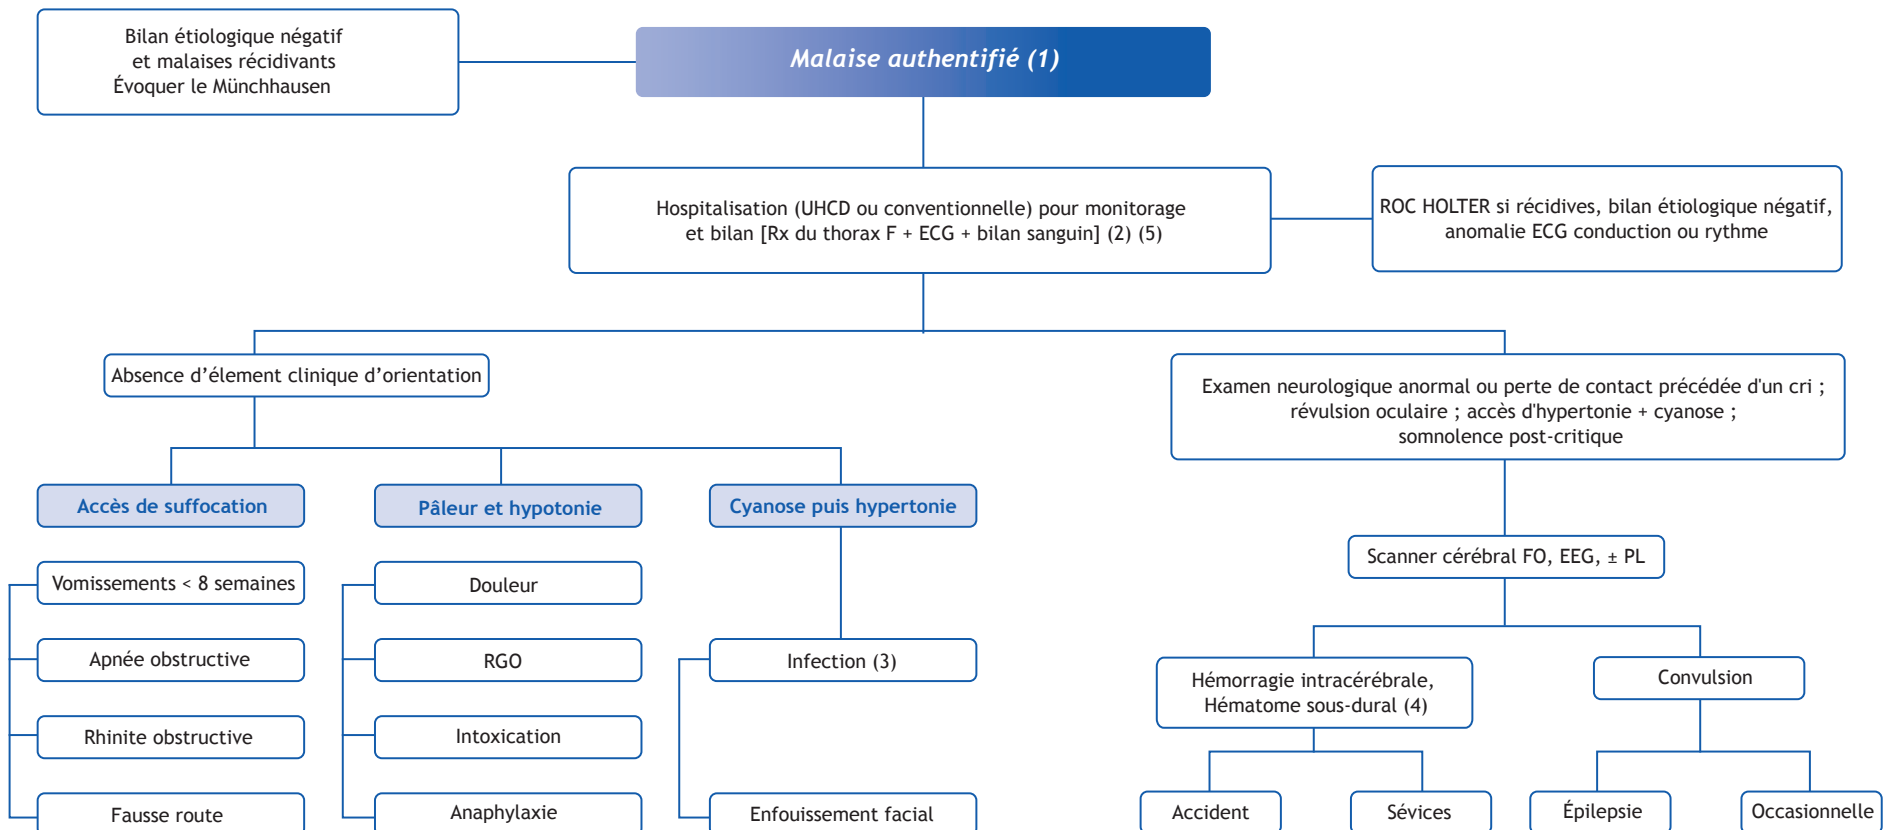 Bilan étiologique négatif
et malaises récidivants
Évoquer le Münchhausen
Malaise authentifié (1)
Hospitalisation (UHCD ou conventionnelle) pour monitorage
et bilan [Rx du thorax F + ECG + bilan sanguin] (2) (5)
ROC HOLTER si récidives, bilan étiologique négatif,
anomalie ECG conduction ou rythme
Absence d’élement clinique d’orientation
Examen neurologique anormal ou perte de contact précédée d'un cri ;
révulsion oculaire ; accès d'hypertonie + cyanose ;
somnolence post-critique
Accès de suffocation
Pâleur et hypotonie
Cyanose puis hypertonie
Scanner cérébral FO, EEG, ± PL
Vomissements < 8 semaines
Douleur
Apnée obstructive
RGO
Infection (3)
Hémorragie intracérébrale,
Hématome sous-dural (4)
Convulsion
Rhinite obstructive
Intoxication
Fausse route
Anaphylaxie
Enfouissement facial
Accident
Sévices
Épilepsie
Occasionnelle